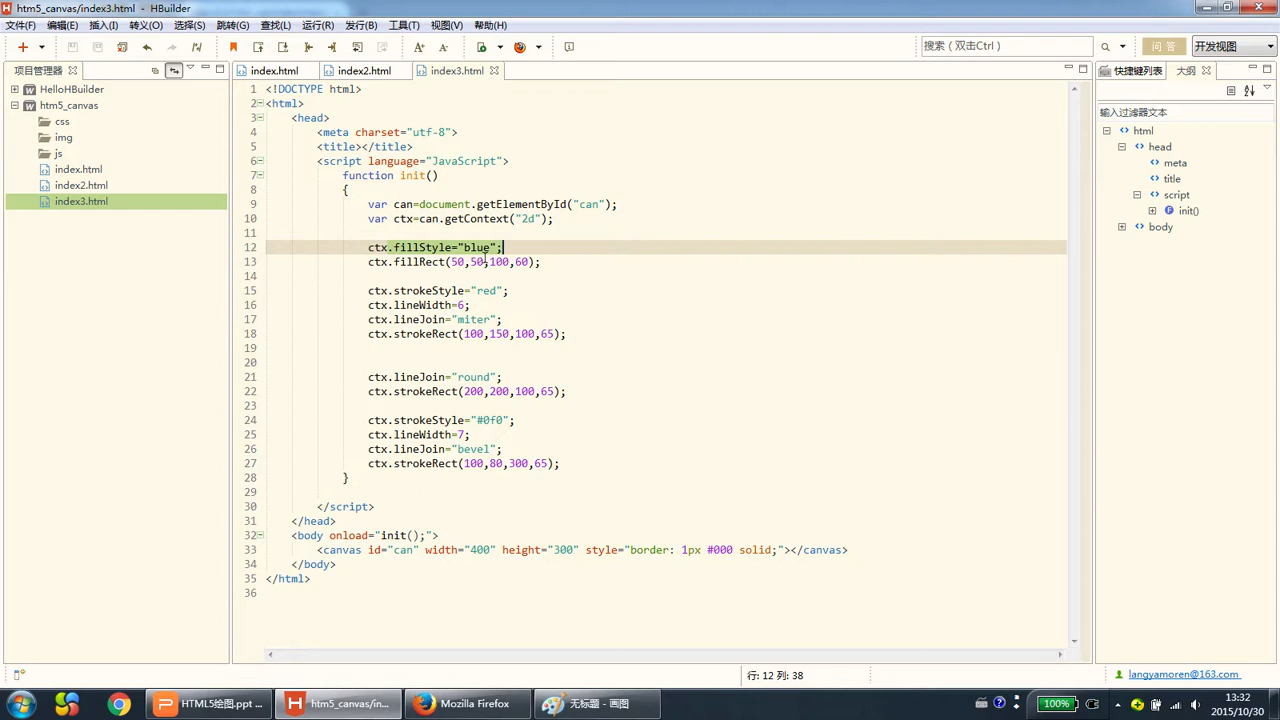 htm5_canvas/index3.html - HBuilder
文件(F) 编辑(E) 插入(I) 转义(O) 选择(S) 跳转(G) 查找(L) 运行(R) 发行(B) 工具(T) 视图(V) 帮助(H)
搜索（双击Ctrl） 问 答 开发视图
项目管理器
HelloHBuilder
htm5_canvas
css
img
js
index.html
index2.html
index3.html
index.html index2.html index3.html
1 <!DOCTYPE html>
2 <html>
3 <head>
4 <meta charset="utf-8">
5 <title></title>
6 <script language="JavaScript">
7 function init()
8 {
9 var can=document.getElementById("can");
10 var ctx=can.getContext("2d");
11
12 ctx.fillStyle="blue";
13 ctx.fillRect(50,50,100,60);
14
15 ctx.strokeStyle="red";
16 ctx.lineWidth=6;
17 ctx.lineJoin="miter";
18 ctx.strokeRect(100,150,100,65);
19
20
21 ctx.lineJoin="round";
22 ctx.strokeRect(200,200,100,65);
23
24 ctx.strokeStyle="#0f0";
25 ctx.lineWidth=7;
26 ctx.lineJoin="bevel";
27 ctx.strokeRect(100,80,300,65);
28 }
29
30 </script>
31 </head>
32 <body onload="init();">
33 <canvas id="can" width="400" height="300" style="border: 1px #000 solid;"></canvas>
34 </body>
35 </html>
36
快捷键列表 大纲
输入过滤器文本
html
head
meta
title
script
init()
body
行: 12 列: 38
langyamoren@163.com
HTML5绘图.ppt ... htm5_canvas/in... Mozilla Firefox 无标题 - 画图
100%
13:32
2015/10/30